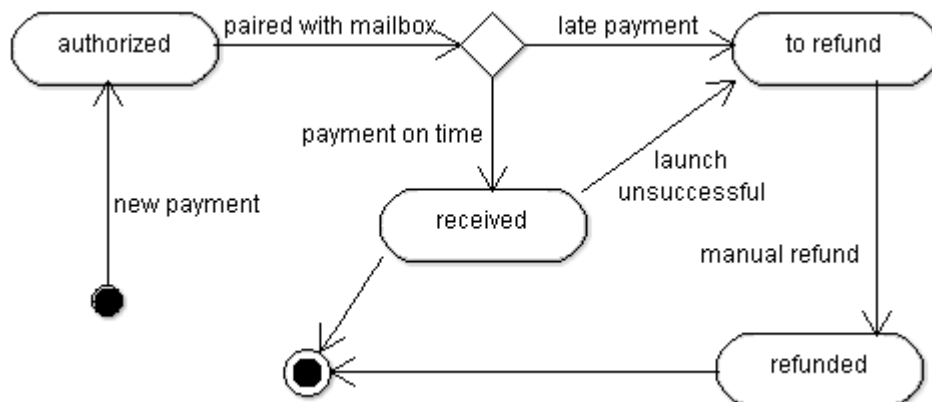 paired with mailbox
late payment
authorized
to refund
payment on time
launch
unsuccessful
new payment
received
manual refund
refunded